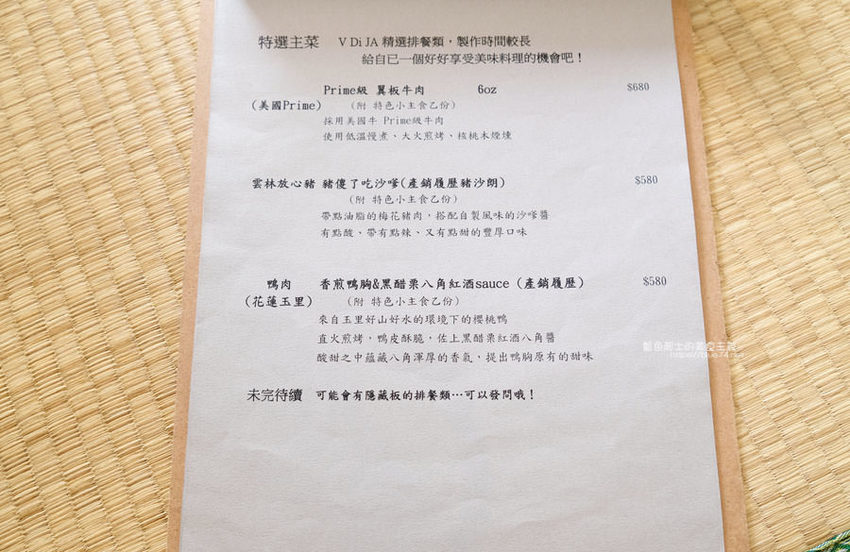 特選主菜 V Di JA 精選排餐類，製作時間較長
給自已一個好好享受美味料理的機會吧！
Prime級 翼板牛肉 6oz $680
(美國Prime) (附 特色小主食乙份)
採用美國牛 Prime級牛肉
使用低溫慢煮、大火煎烤、核桃木煙燻
雲林放心豬 豬傻了吃沙嗲(產銷履歷豬沙朗) $580
(附 特色小主食乙份)
帶點油脂的梅花豬肉，搭配自製風味的沙嗲醬
有點酸、帶有點辣、又有點甜的豐厚口味
鴨肉 香煎鴨胸&黑醋栗八角紅酒sauce (產銷履歷) $580
(花蓮玉里) (附 特色小主食乙份)
來自玉里好山好水的環境下的櫻桃鴨
直火煎烤，鴨皮酥脆，佐上黑醋栗紅酒八角醬
酸甜之中蘊藏八角渾厚的香氣，提出鴨胸原有的甜味
未完待續 可能會有隱藏板的排餐類…可以發問哦！